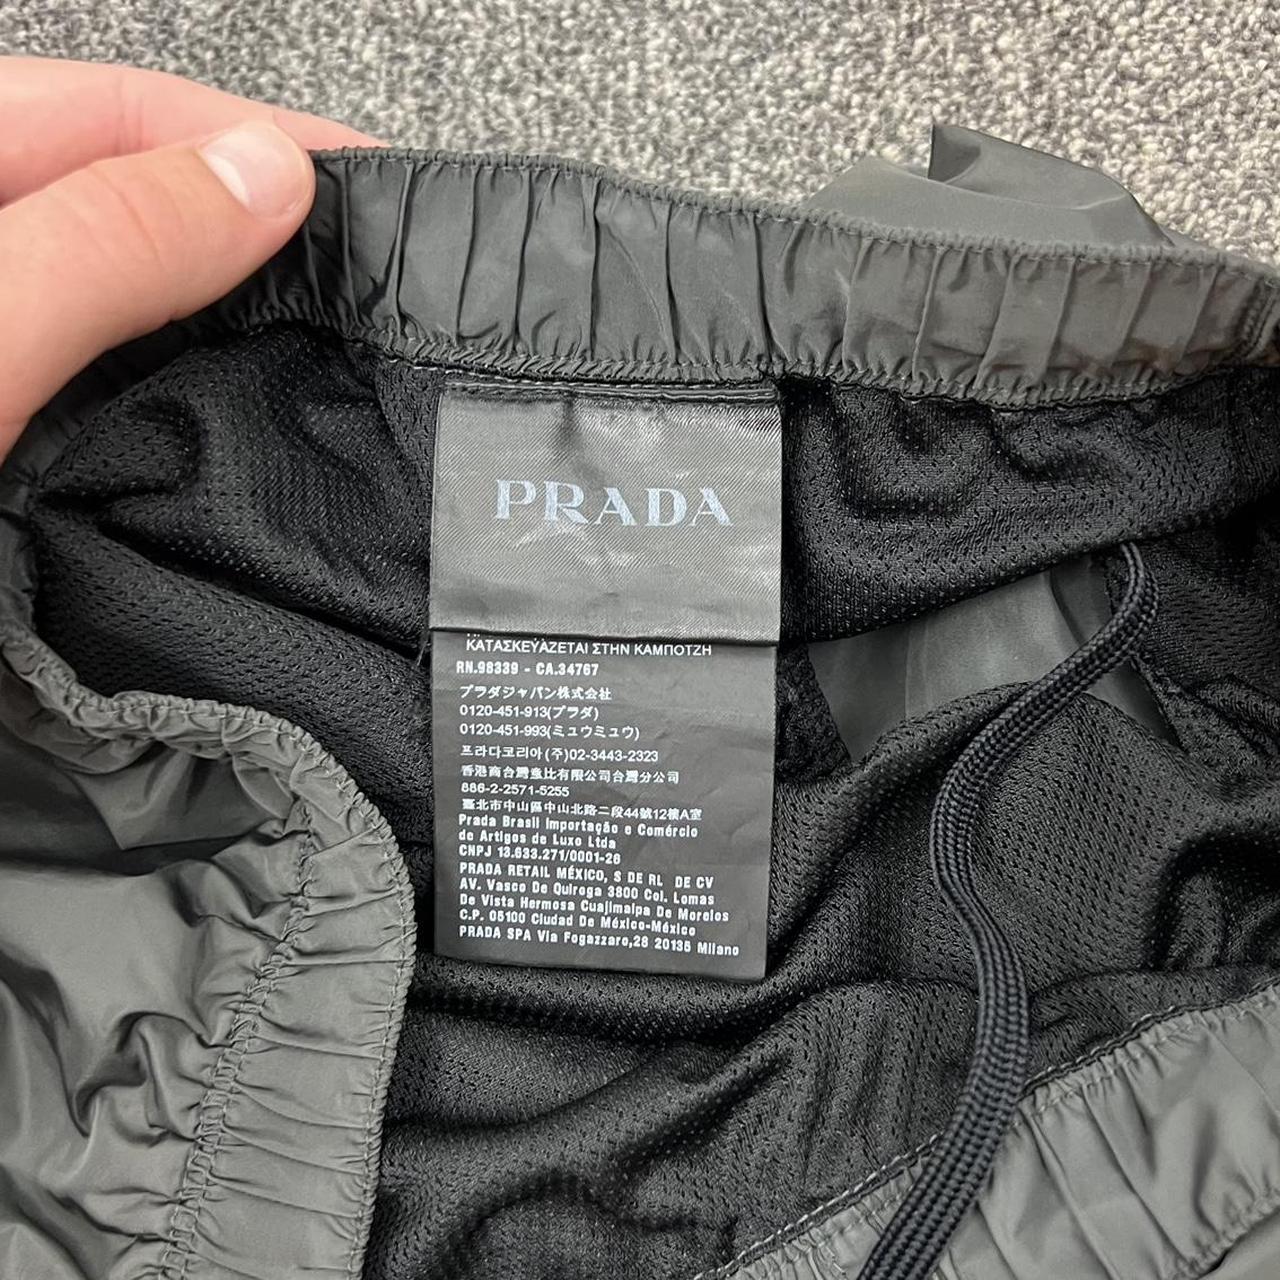 PRADA
ΚΑΤΑΣΚΕΥΑΖΕΤΑΙ ΣΤΗΝ ΚΑΜΠΟΤΖΗ
RN.98339 - CA.34767
プラダジャパン株式会社
0120-451-913(プラダ)
0120-451-993(ミュウミュウ)
프라다코리아(주)02-3443-2323
香港商台灣壹比有限公司台灣分公司
886-2-2571-5255
臺北市中山區中山北路二段44號12樓A室
Prada Brasil Importação e Comércio
de Artigos de Luxo Ltda
CNPJ 13.633.271/0001-26
PRADA RETAIL MÉXICO, S DE RL DE CV
AV. Vasco De Quiroga 3800 Col. Lomas
De Vista Hermosa Cuajimalpa De Morelos
C.P. 05100 Ciudad De México-México
PRADA SPA Via Fogazzaro,28 20135 Milano